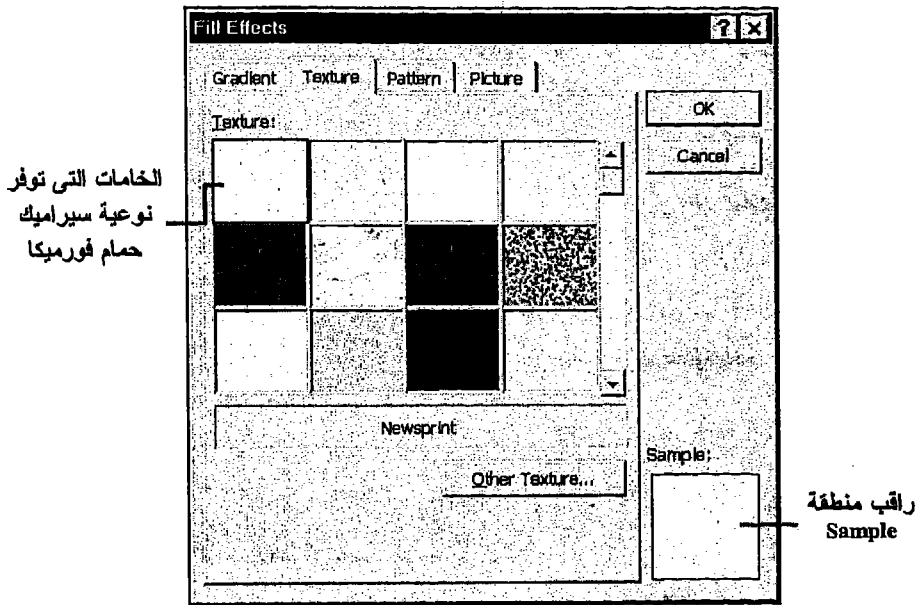 Fill Effects
Gradient Texture Pattern Picture
Texture:
OK
Cancel
الخامات التى توفر
نوعية سيراميك
حمام فورميكا
Newsprint
Other Texture...
Sample:
راقب منطقة
Sample